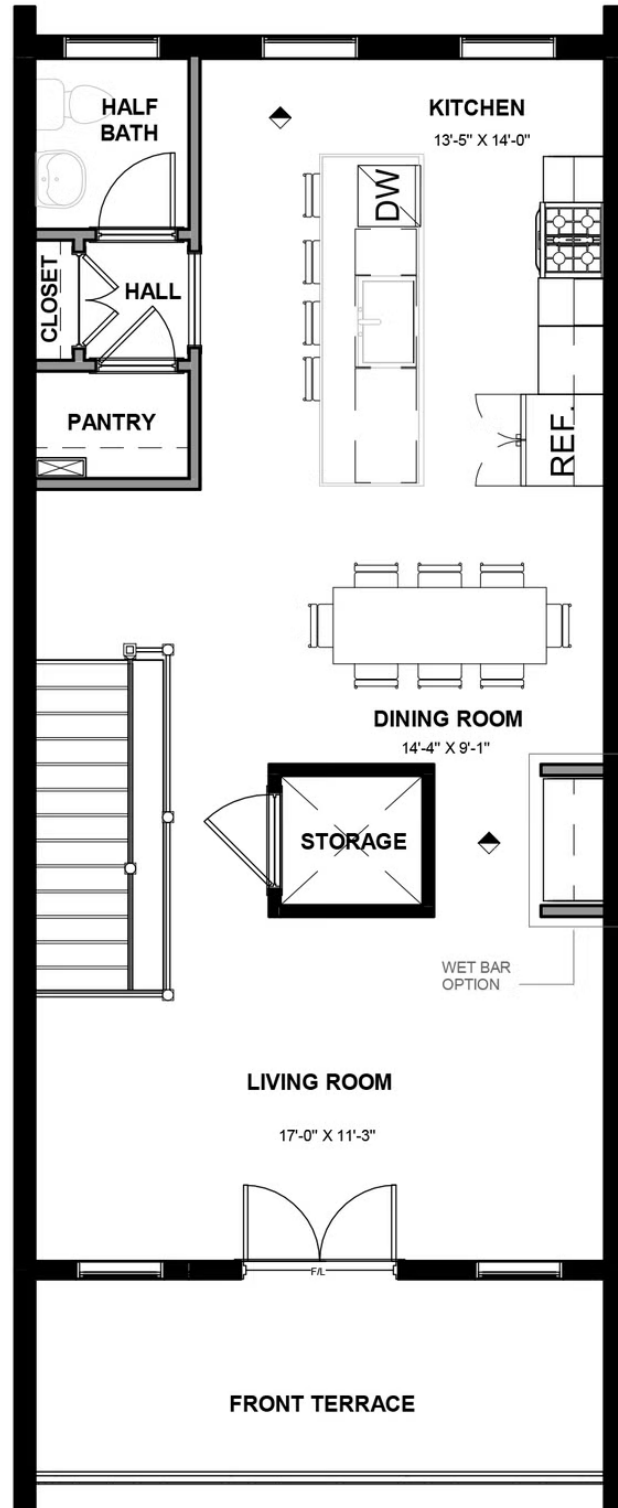 HALF
BATH
KITCHEN
13'-5" X 14'-0"
DW
CLOSET
HALL
PANTRY
REF.
DINING ROOM
14'-4" X 9'-1"
STORAGE
WET BAR
OPTION
LIVING ROOM
17'-0" X 11'-3"
F/L
FRONT TERRACE